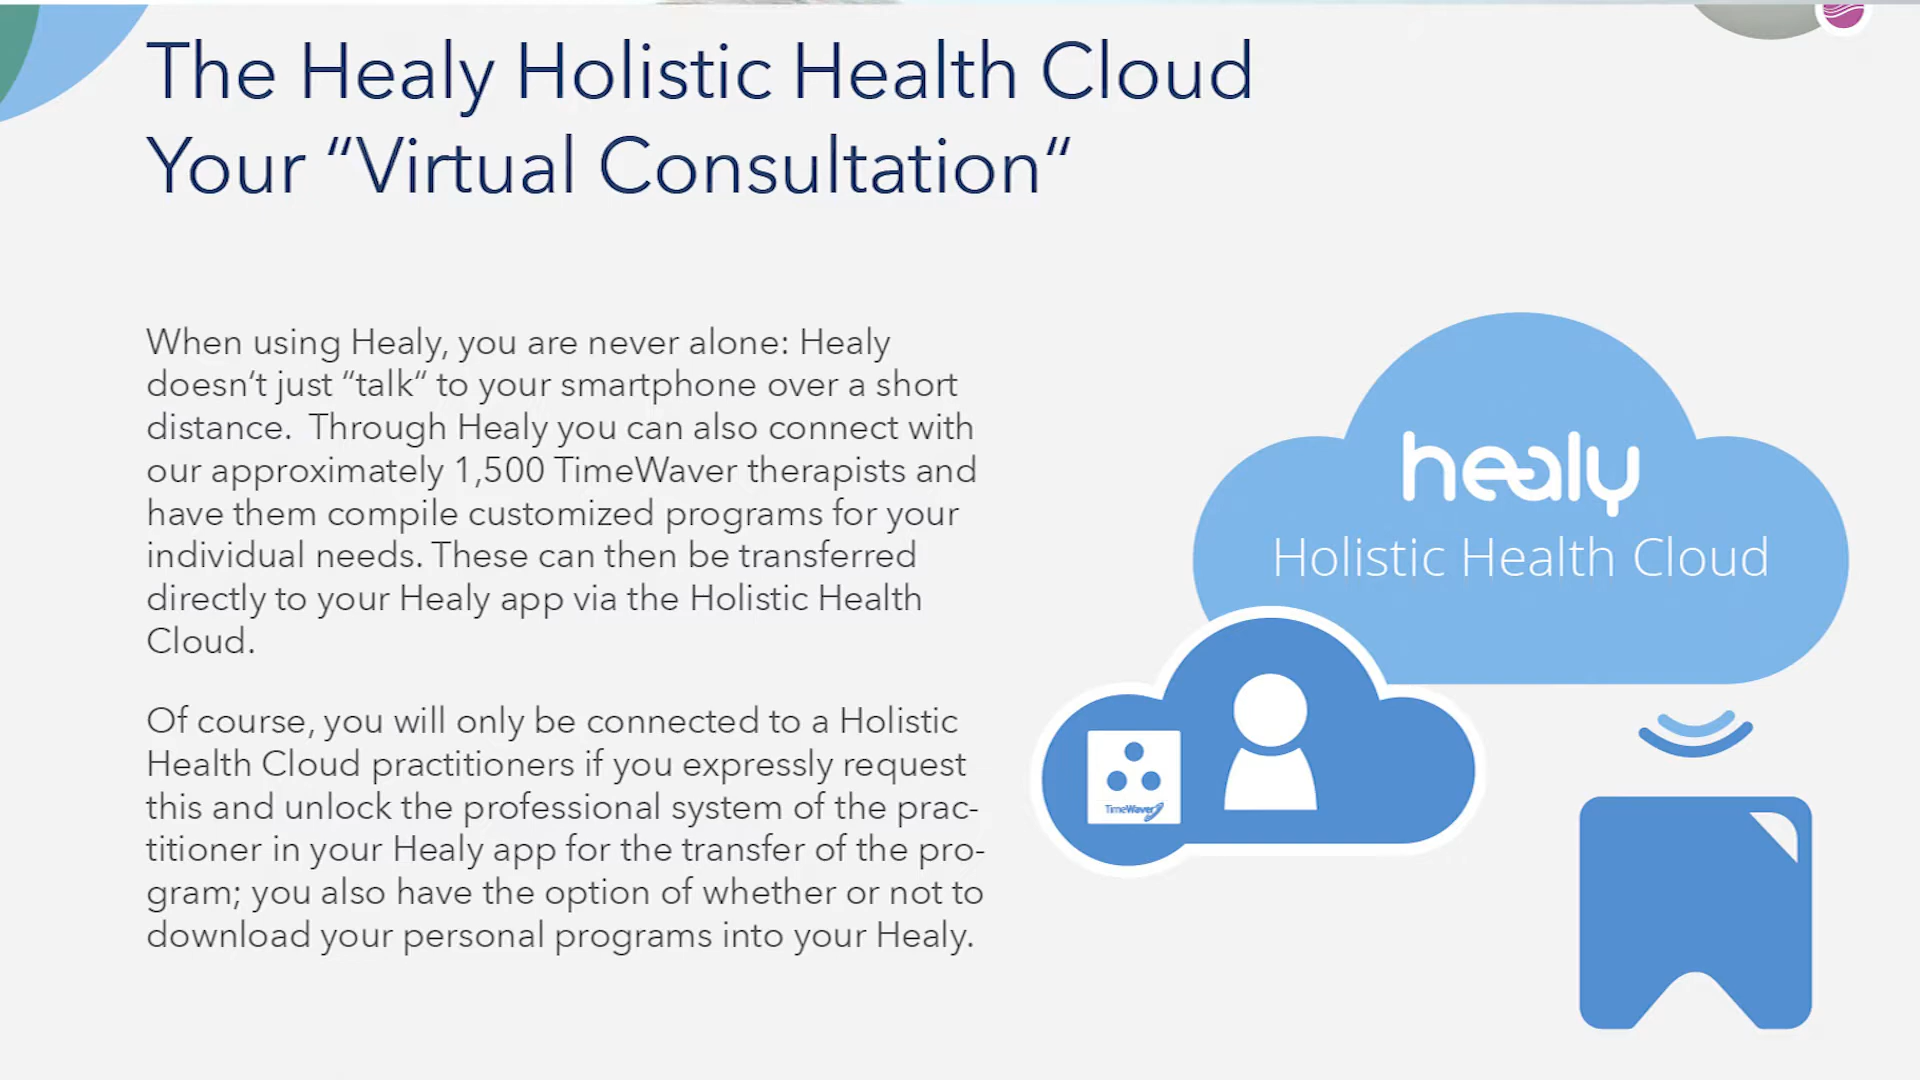 The Healy Holistic Health Cloud
Your “Virtual Consultation“
When using Healy, you are never alone: Healy
doesn‘t just “talk“ to your smartphone over a short
distance.  Through Healy you can also connect with
our approximately 1,500 TimeWaver therapists and
have them compile customized programs for your
individual needs. These can then be transferred
directly to your Healy app via the Holistic Health
Cloud.
Of course, you will only be connected to a Holistic
Health Cloud practitioners if you expressly request
this and unlock the professional system of the prac-
titioner in your Healy app for the transfer of the pro-
gram; you also have the option of whether or not to
download your personal programs into your Healy.
healy
Holistic Health Cloud
TimeWaver